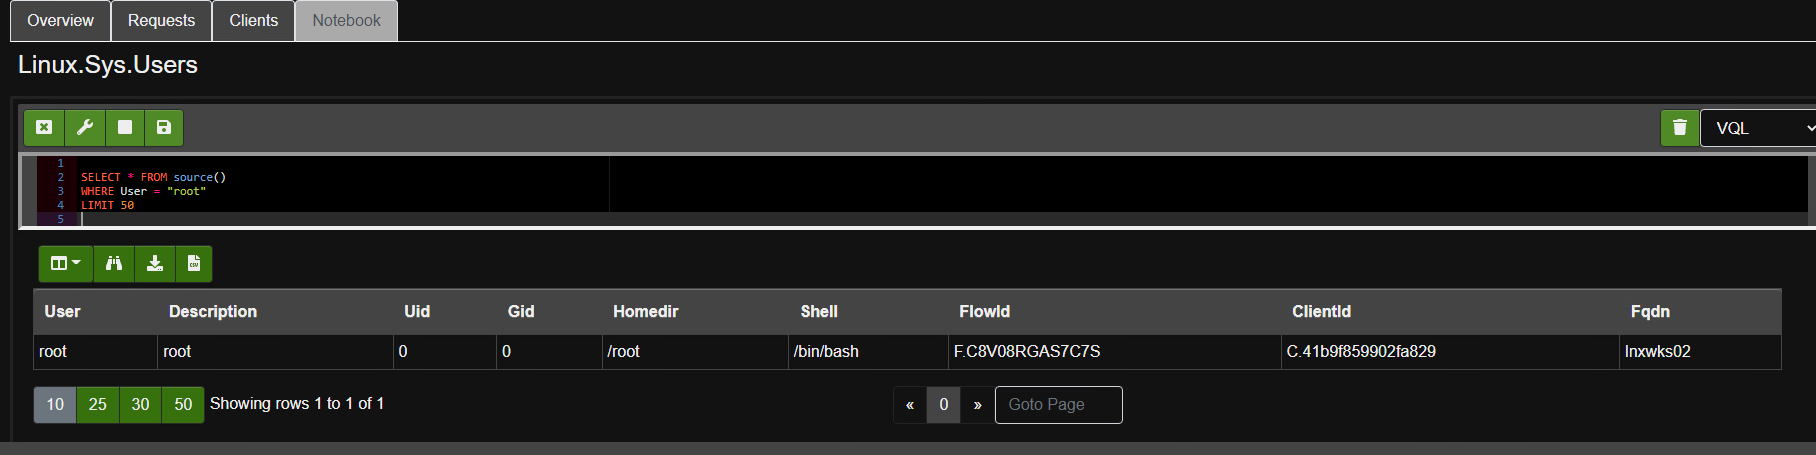 Overview Requests Clients Notebook
Linux.Sys.Users
VQL
1
2 SELECT * FROM source()
3 WHERE User = "root"
4 LIMIT 50
5
CSV
User Description Uid Gid Homedir Shell FlowId ClientId Fqdn
root root 0 0 /root /bin/bash F.C8V08RGAS7C7S C.41b9f859902fa829 lnxwks02
10 25 30 50 Showing rows 1 to 1 of 1 « 0 » Goto Page